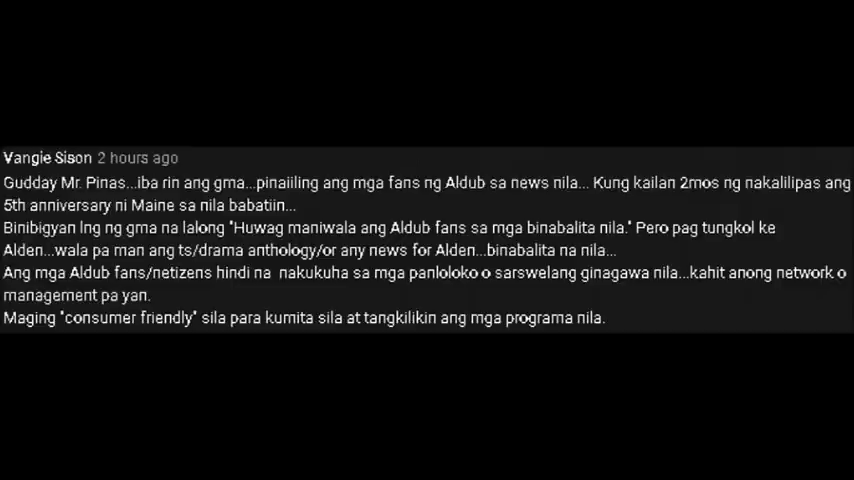 Vangie Sison 2 hours ago
Gudday Mr. Pinas...iba rin ang gma...pinaiiling ang mga fans ng Aldub sa news nila... Kung kailan 2mos ng nakalilipas ang
5th anniversary ni Maine sa nila babatiin...
Binibigyan lng ng gma na lalong "Huwag maniwala ang Aldub fans sa mga binabalita nila." Pero pag tungkol ke
Alden...wala pa man ang ts/drama anthology/or any news for Alden...binabalita na nila...
Ang mga Aldub fans/netizens hindi na nakukuha sa mga panloloko o sarswelang ginagawa nila...kahit anong network o
management pa yan.
Maging "consumer friendly" sila para kumita sila at tangkilikin ang mga programa nila.